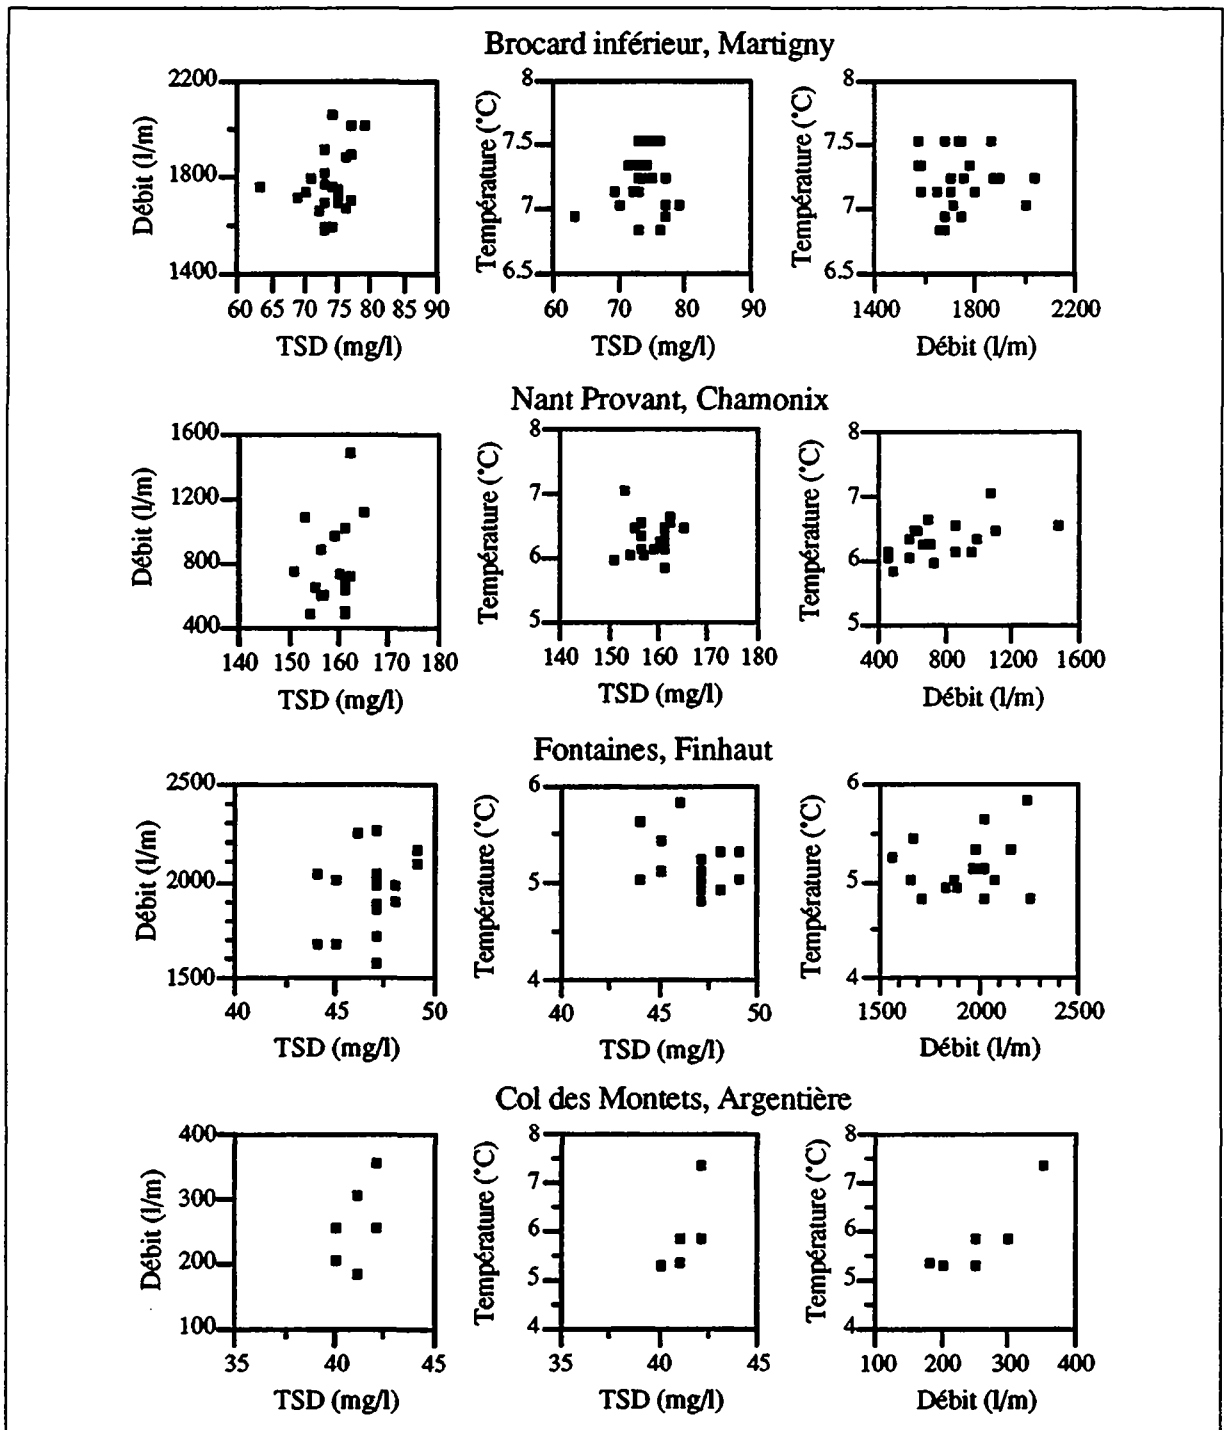 Brocard inférieur, Martigny
2200
1800
1400
Débit (l/m)
60 65 70 75 80 85 90
TSD (mg/l)
8
7.5
7
6.5
Température (°C)
60 70 80 90
TSD (mg/l)
8
7.5
7
6.5
Température (°C)
1400 1800 2200
Débit (l/m)
Nant Provant, Chamonix
1600
1200
800
400
Débit (l/m)
140 150 160 170 180
TSD (mg/l)
8
7
6
5
Température (°C)
140 150 160 170 180
TSD (mg/l)
8
7
6
5
Température (°C)
400 800 1200 1600
Débit (l/m)
Fontaines, Finhaut
2500
2000
1500
Débit (l/m)
40 45 50
TSD (mg/l)
6
5
4
Température (°C)
40 45 50
TSD (mg/l)
6
5
4
Température (°C)
1500 2000 2500
Débit (l/m)
Col des Montets, Argentière
400
300
200
100
Débit (l/m)
35 40 45
TSD (mg/l)
8
7
6
5
4
Température (°C)
35 40 45
TSD (mg/l)
8
7
6
5
4
Température (°C)
100 200 300 400
Débit (l/m)